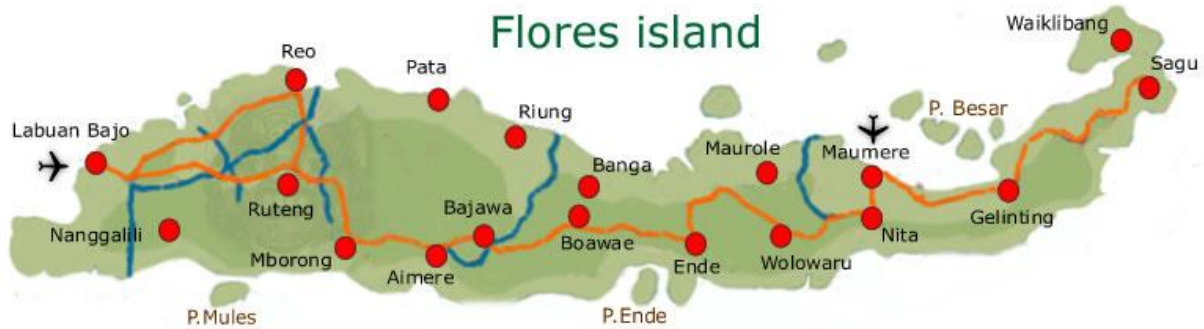 Flores island
Waiklibang
Sagu
Reo
Pata
Riung
P. Besar
Labuan Bajo
Banga
Maurole
Maumere
Ruteng
Nanggalili
Bajawa
Boawae
Gelinting
Mborong
Aimere
Ende
Wolowaru
Nita
P.Mules
P.Ende